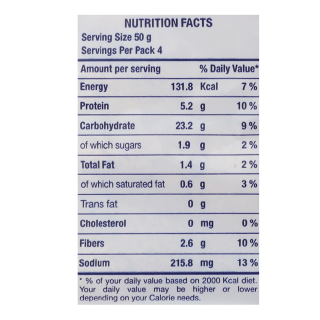 NUTRITION FACTS
Serving Size 50 g
Servings Per Pack 4
Amount per serving % Daily Value*
Energy 131.8 Kcal 7 %
Protein 5.2 g 10 %
Carbohydrate 23.2 g 9 %
of which sugars 1.9 g 2 %
Total Fat 1.4 g 2 %
of which saturated fat 0.6 g 3 %
Trans fat 0 g
Cholesterol 0 mg 0 %
Fibers 2.6 g 10 %
Sodium 215.8 mg 13 %
* % of your daily value based on 2000 Kcal diet.
Your daily value may be higher or lower
depending on your Calorie needs.